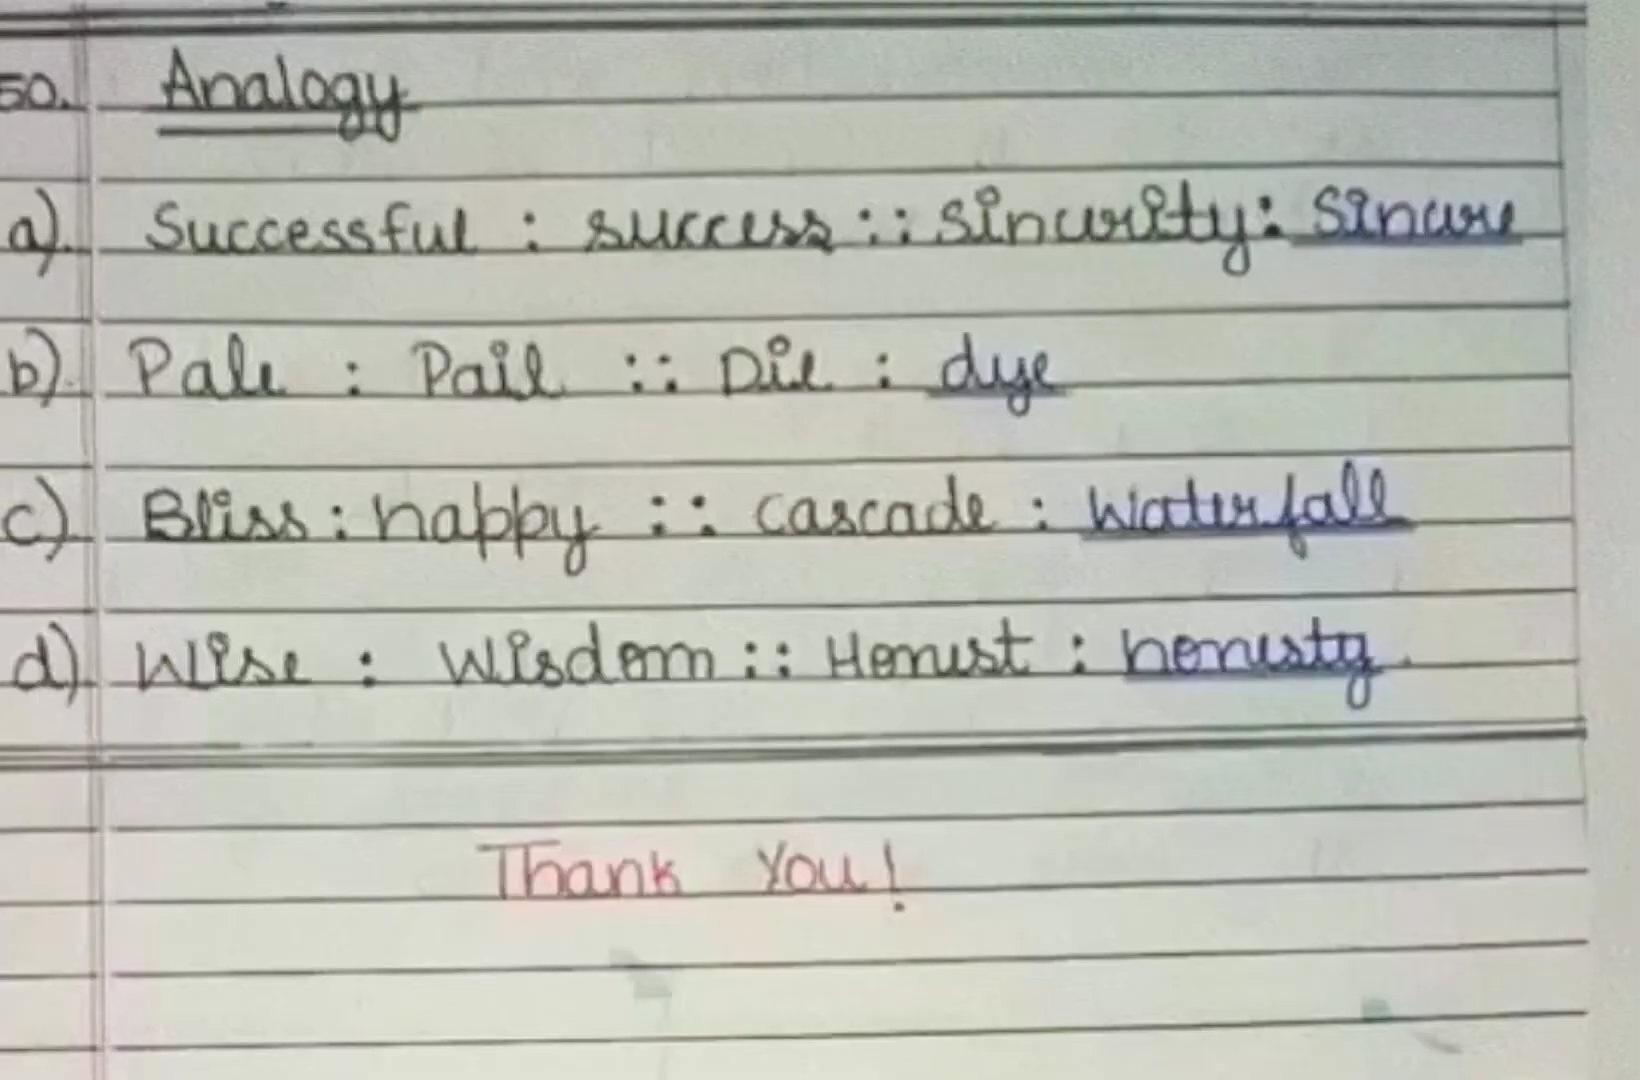 50. Analogy
a). Successful : success :: sincerity : Sincere
b). Pale : Pail :: Die : dye
c). Bliss : happy :: cascade : Waterfall
d). Wise : Wisdom :: Honest : honesty.
Thank You!